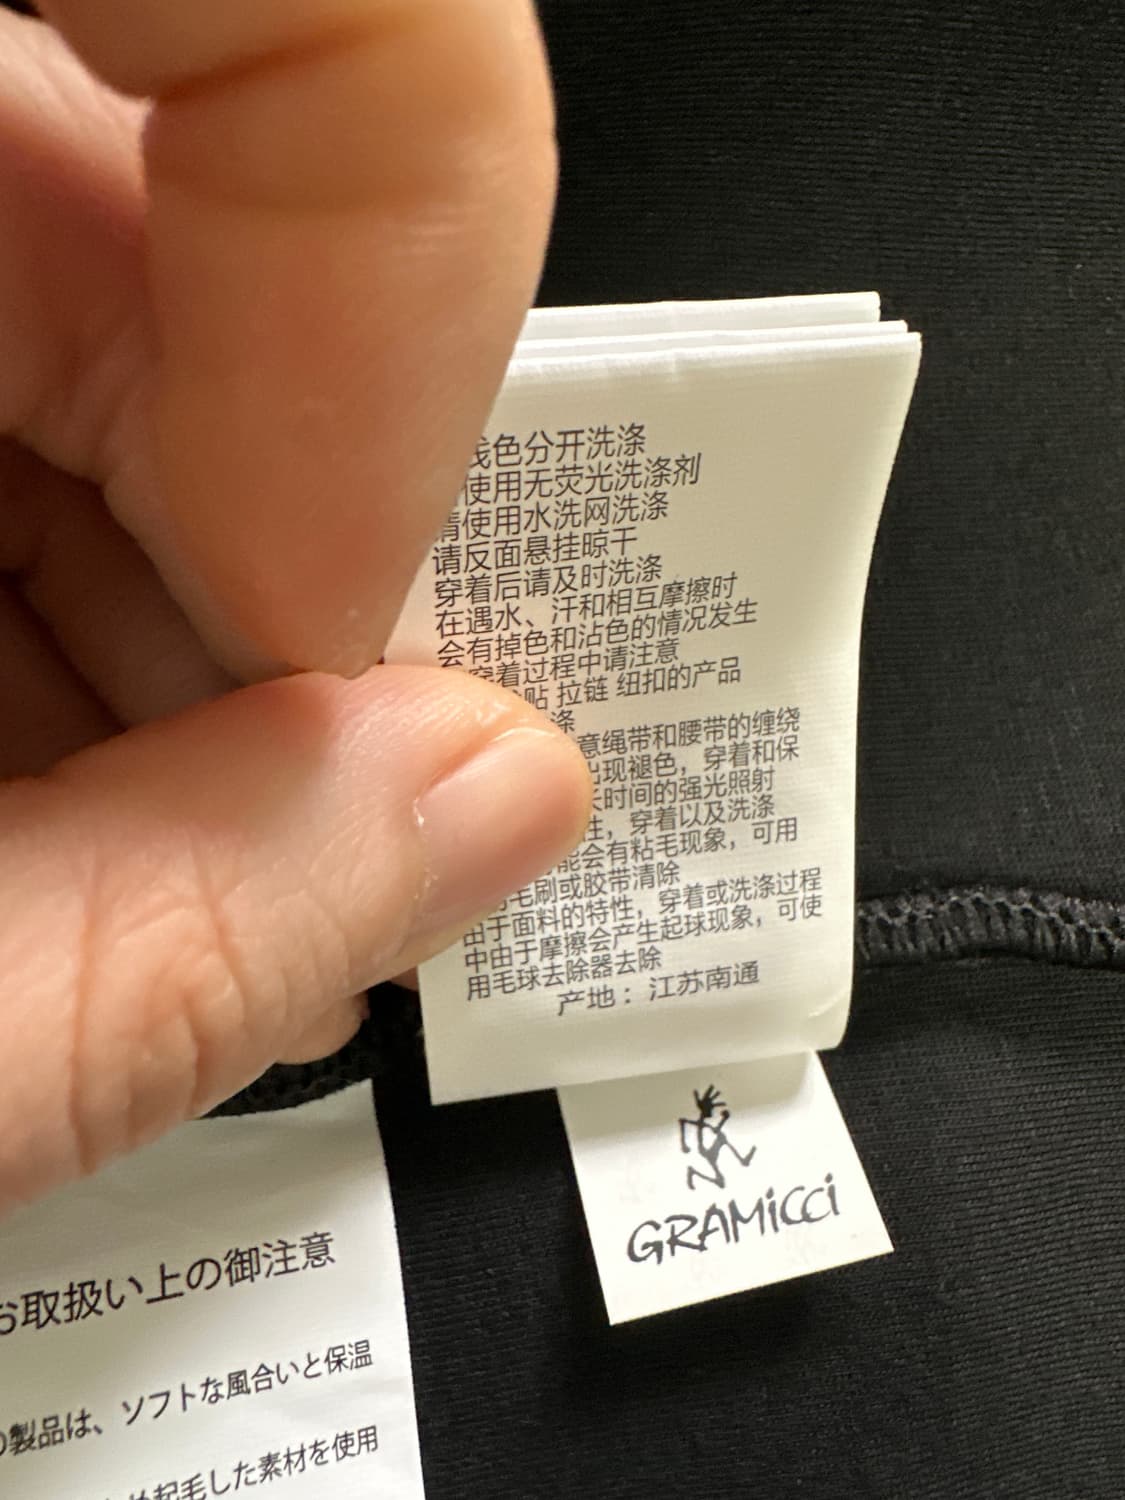 浅色分开洗涤
使用无荧光洗涤剂
请使用水洗网洗涤
请反面悬挂晾干
穿着后请及时洗涤
在遇水、汗和相互摩擦时
会有掉色和沾色的情况发生
穿着过程中请注意
贴 拉链 纽扣的产品
涤
意绳带和腰带的缠绕
出现褪色，穿着和保
长时间的强光照射
性，穿着以及洗涤
能会有粘毛现象，可用
毛刷或胶带清除
由于面料的特性，穿着或洗涤过程
中由于摩擦会产生起球现象，可使
用毛球去除器去除
产地：江苏南通
GRAMiCCi
お取扱い上の御注意
の製品は、ソフトな風合いと保温
め起毛した素材を使用